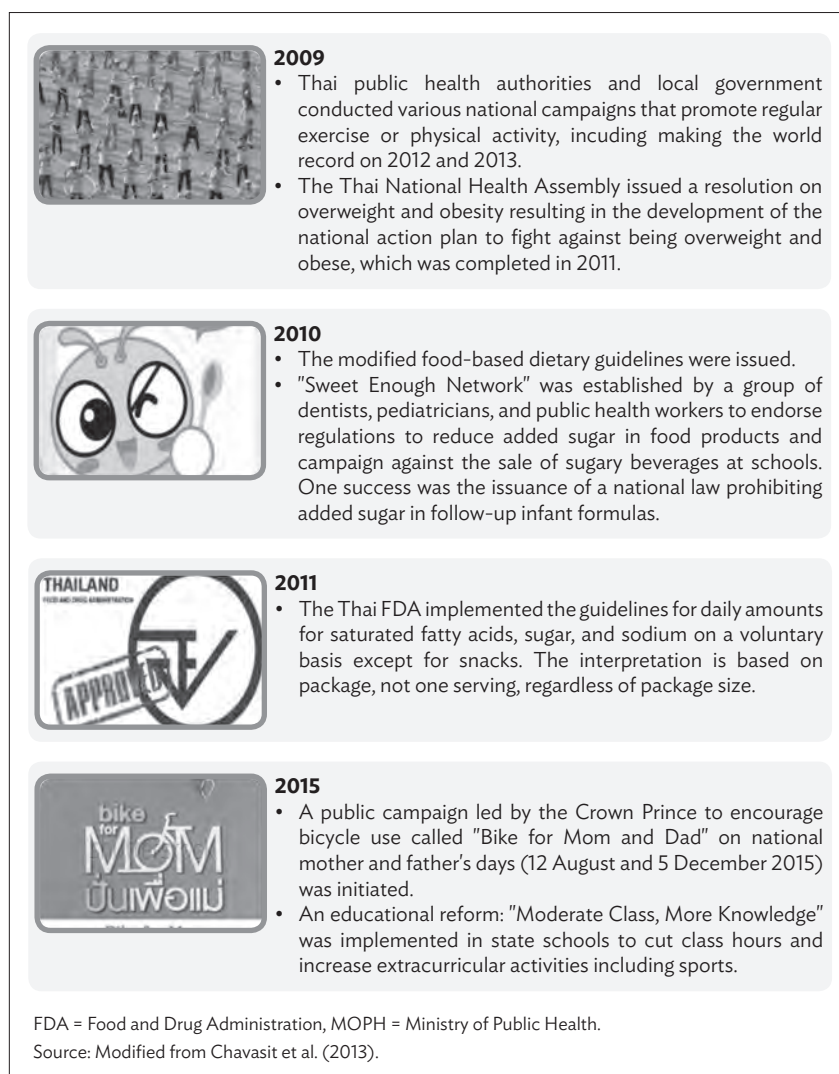 2009
• Thai public health authorities and local government
conducted various national campaigns that promote regular
exercise or physical activity, incuding making the world
record on 2012 and 2013.
• The Thai National Health Assembly issued a resolution on
overweight and obesity resulting in the development of the
national action plan to fight against being overweight and
obese, which was completed in 2011.
2010
• The modified food-based dietary guidelines were issued.
• "Sweet Enough Network" was established by a group of
dentists, pediatricians, and public health workers to endorse
regulations to reduce added sugar in food products and
campaign against the sale of sugary beverages at schools.
One success was the issuance of a national law prohibiting
added sugar in follow-up infant formulas.
THAILAND
FOOD AND DRUG ADMINISTRATION
APPROVED
2011
• The Thai FDA implemented the guidelines for daily amounts
for saturated fatty acids, sugar, and sodium on a voluntary
basis except for snacks. The interpretation is based on
package, not one serving, regardless of package size.
bike
for
MOM
ปั่นเพื่อแม่
2015
• A public campaign led by the Crown Prince to encourage
bicycle use called "Bike for Mom and Dad" on national
mother and father's days (12 August and 5 December 2015)
was initiated.
• An educational reform: "Moderate Class, More Knowledge"
was implemented in state schools to cut class hours and
increase extracurricular activities including sports.
FDA = Food and Drug Administration, MOPH = Ministry of Public Health.
Source: Modified from Chavasit et al. (2013).